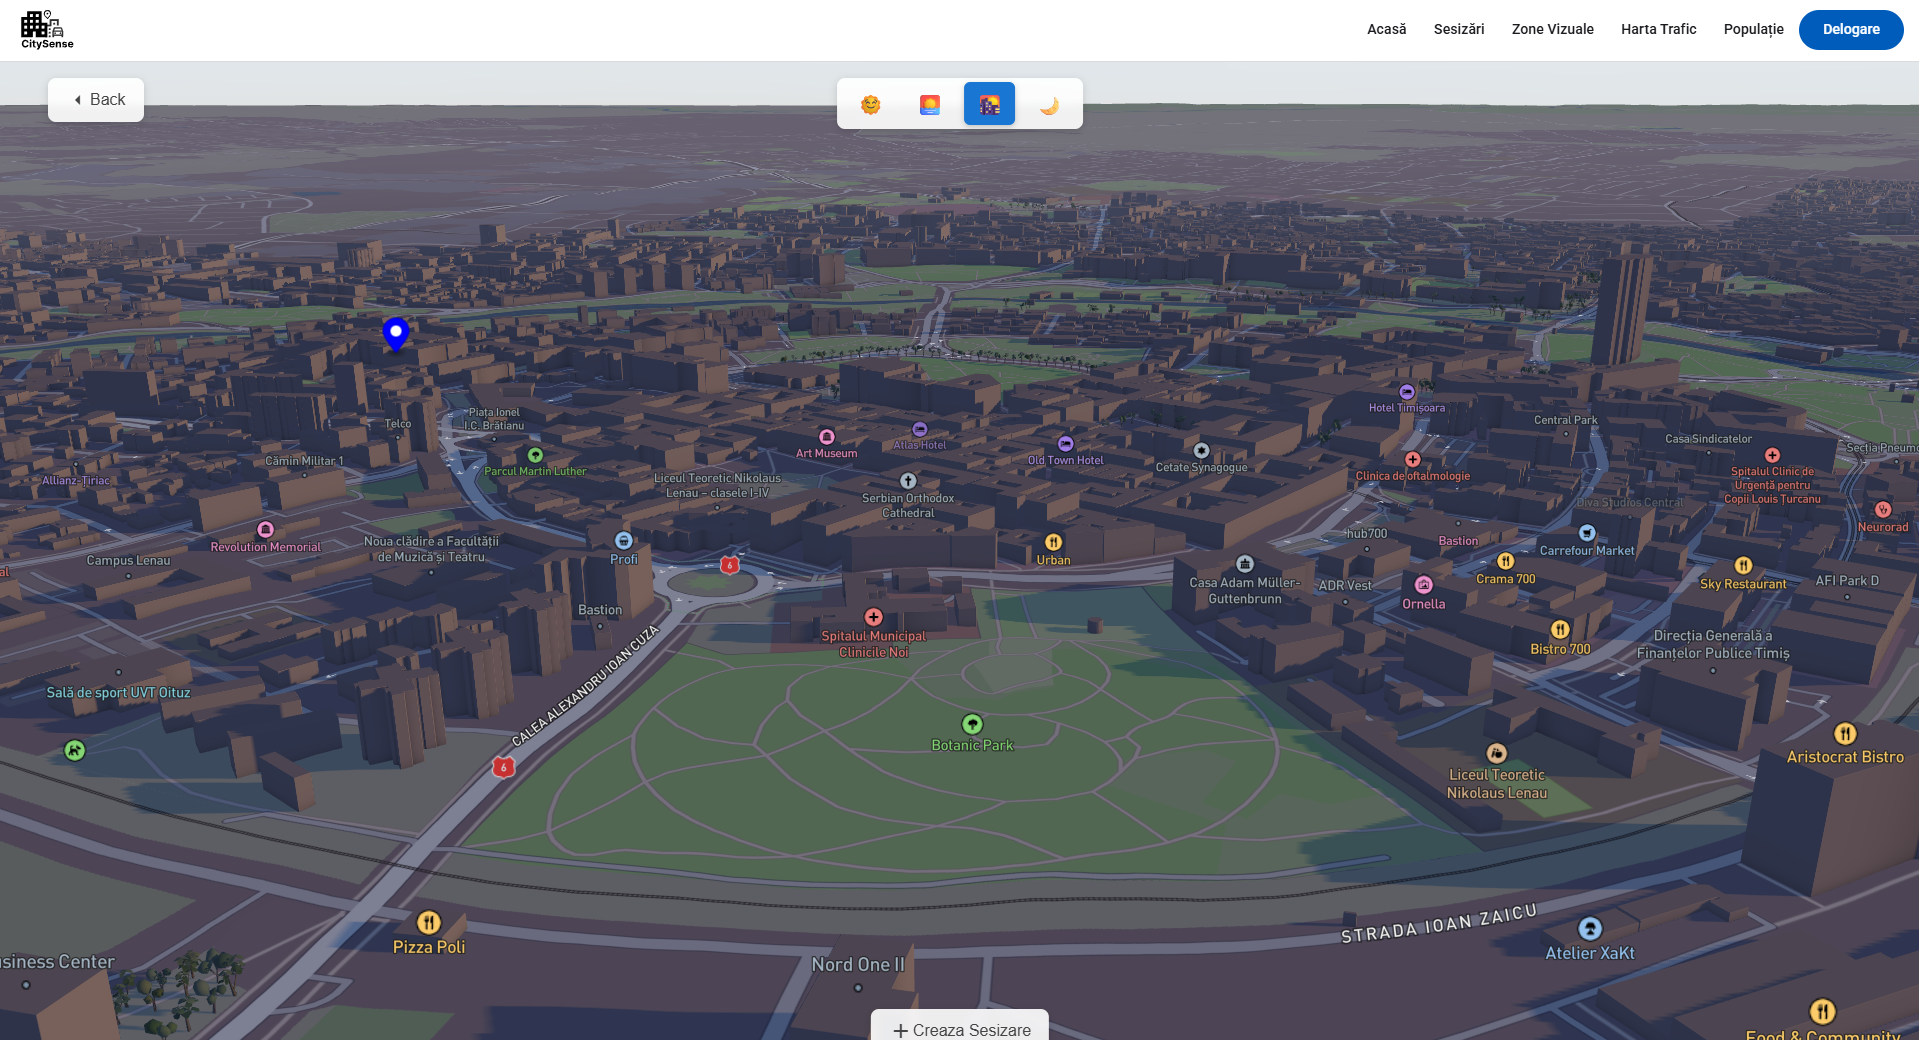 CitySense
Acasă
Sesizări
Zone Vizuale
Harta Trafic
Populație
Delogare
Back
Telco
Piața Ionel
I.C. Brătianu
Parcul Martin Luther
Cămin Militar 1
Allianz-Țiriac
Art Museum
Atlas Hotel
Old Town Hotel
Cetate Synagogue
Hotel Timișoara
Central Park
Casa Sindicatelor
Clinica de oftalmologie
Spitalul Clinic de
Urgență pentru
Copii Louis Țurcanu
Diva Studios Central
Neurorad
Liceul Teoretic Nikolaus
Lenau – clasele I-IV
Serbian Orthodox
Cathedral
Revolution Memorial
Noua clădire a Facultății
de Muzică și Teatru
Campus Lenau
Profi
6
Urban
hub700
Bastion
Carrefour Market
Crama 700
Sky Restaurant
AFI Park D
Casa Adam Müller-
Guttenbrunn
ADR Vest
Ornella
Bastion
Spitalul Municipal
Clinicile Noi
Bistro 700
Direcția Generală a
Finanțelor Publice Timiș
CALEA ALEXANDRU IOAN CUZA
Sală de sport UVT Oituz
Botanic Park
6
Aristocrat Bistro
Liceul Teoretic
Nikolaus Lenau
STRADA IOAN ZAICU
Pizza Poli
Nord One II
Atelier XaKt
Center
Creaza Sesizare
Food & Community